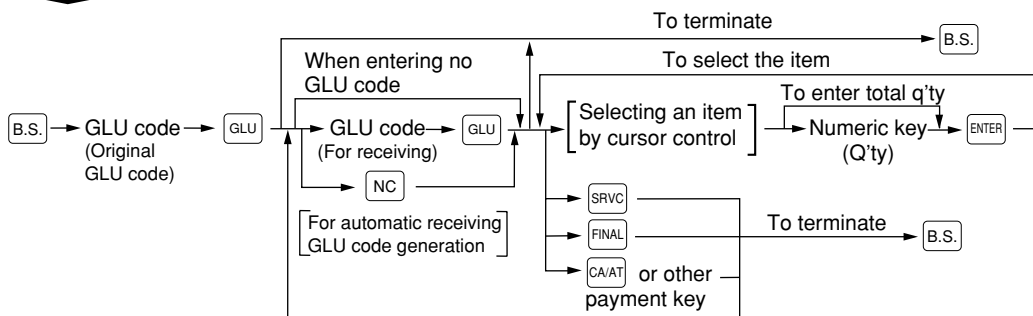 To terminate
B.S.
When entering no
GLU code
To select the item
To enter total q'ty
B.S.
GLU code
(Original
GLU code)
GLU
GLU code
(For receiving)
GLU
Selecting an item
by cursor control
Numeric key
(Q'ty)
ENTER
NC
For automatic receiving
GLU code generation
SRVC
FINAL
To terminate
B.S.
CA/AT or other
payment key